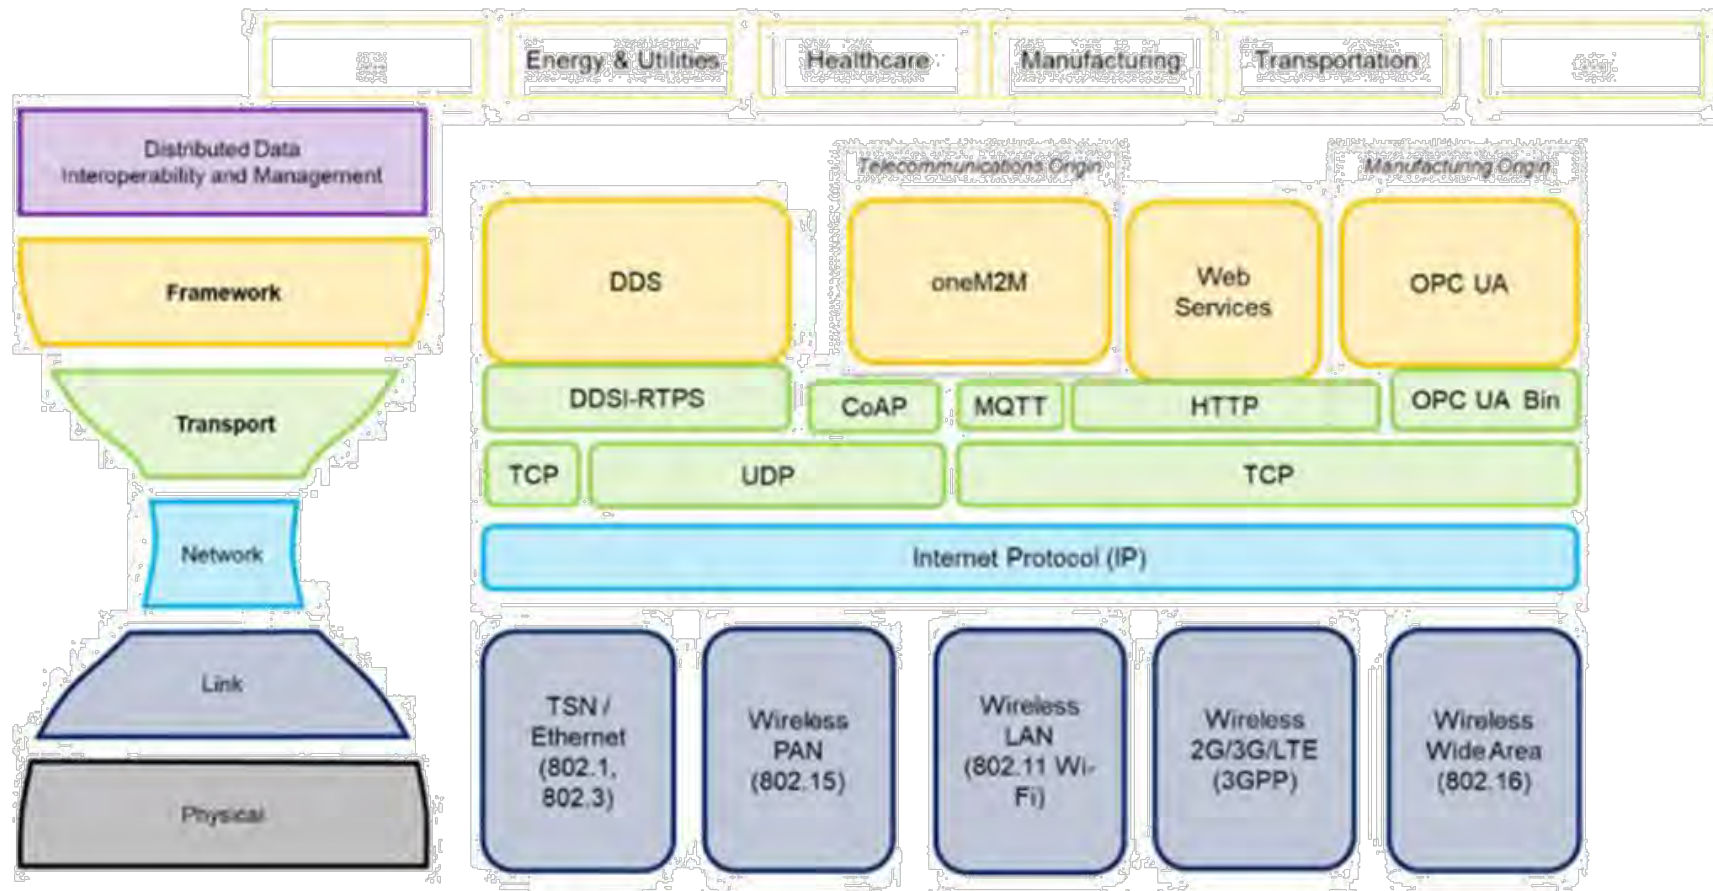 Energy & Utilities
Healthcare
Manufacturing
Transportation
Distributed Data
Interoperability and Management
Telecommunications Origin
Manufacturing Origin
Framework
DDS
oneM2M
Web
Services
OPC UA
Transport
DDSI-RTPS
CoAP
MQTT
HTTP
OPC UA Bin
TCP
UDP
TCP
Network
Internet Protocol (IP)
Link
TSN /
Ethernet
(802.1,
802.3)
Wireless
PAN
(802.15)
Wireless
LAN
(802.11 Wi-
Fi)
Wireless
2G/3G/LTE
(3GPP)
Wireless
Wide Area
(802.16)
Physical